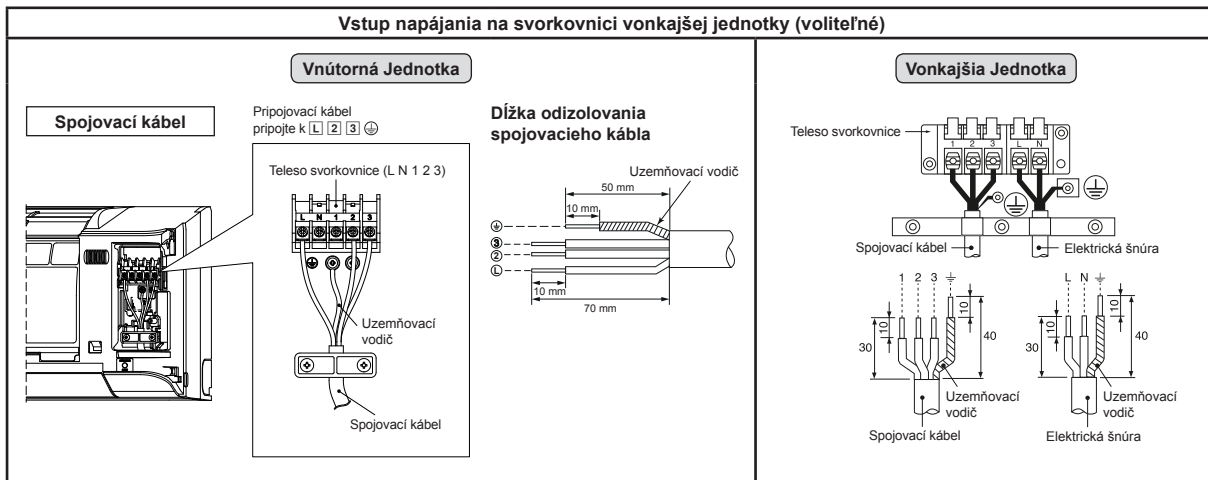 Vstup napájania na svorkovnici vonkajšej jednotky (voliteľné)
Vnútorná Jednotka
Spojovací kábel
Pripojovací kábel
pripojte k L 2 3 ⏚
Teleso svorkovnice (L N 1 2 3)
L N 1 2 3
Uzemňovací
vodič
Spojovací kábel
Dĺžka odizolovania
spojovacieho kábla
Uzemňovací vodič
50 mm
10 mm
3
2
L
10 mm
70 mm
Vonkajšia Jednotka
Teleso svorkovnice
1 2 3 L N
Spojovací kábel
Elektrická šnúra
1 2 3
10
10
30
40
Uzemňovací
vodič
Spojovací kábel
L N
10
10
30
40
Uzemňovací
vodič
Elektrická šnúra